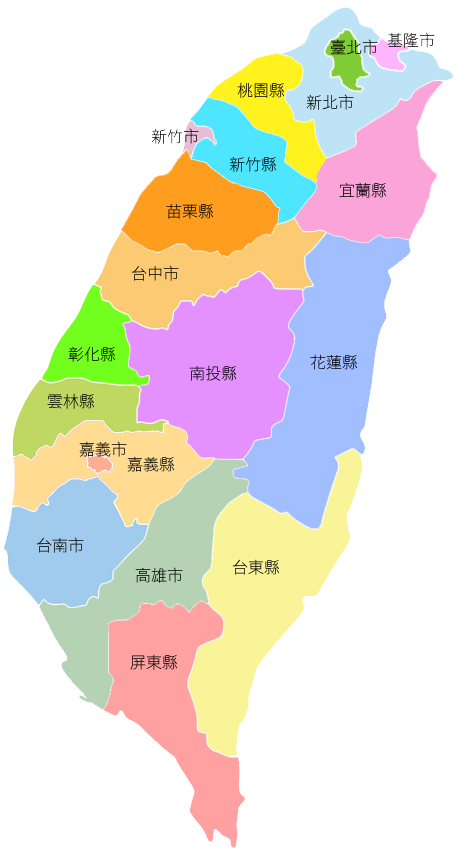 基隆市
臺北市
桃園縣
新北市
新竹市
新竹縣
宜蘭縣
苗栗縣
台中市
彰化縣
花蓮縣
南投縣
雲林縣
嘉義市
嘉義縣
台南市
台東縣
高雄市
屏東縣